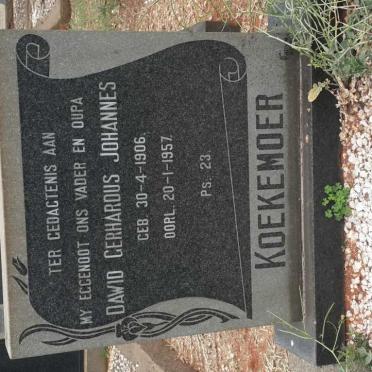 TER GEDAGTENIS AAN
MY EGGENOOT ONS VADER EN OUPA
DAWID GERHARDUS JOHANNES
GEB. 30-4-1906.
OORL. 20-1-1957.
Ps. 23
KOEKEMOER